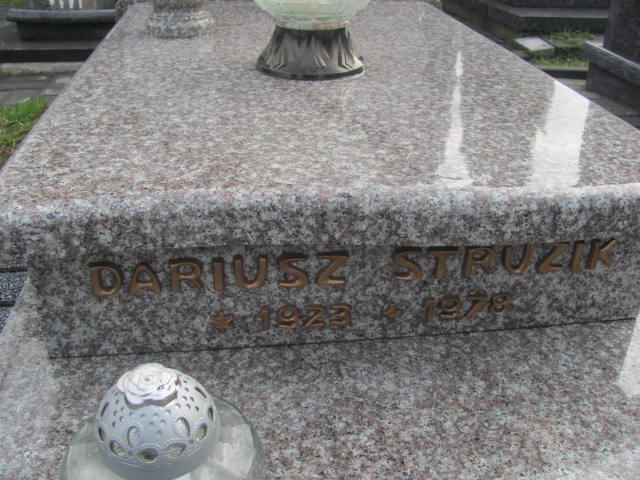 DARIUSZ STRUZIK
* 1923 * 1978